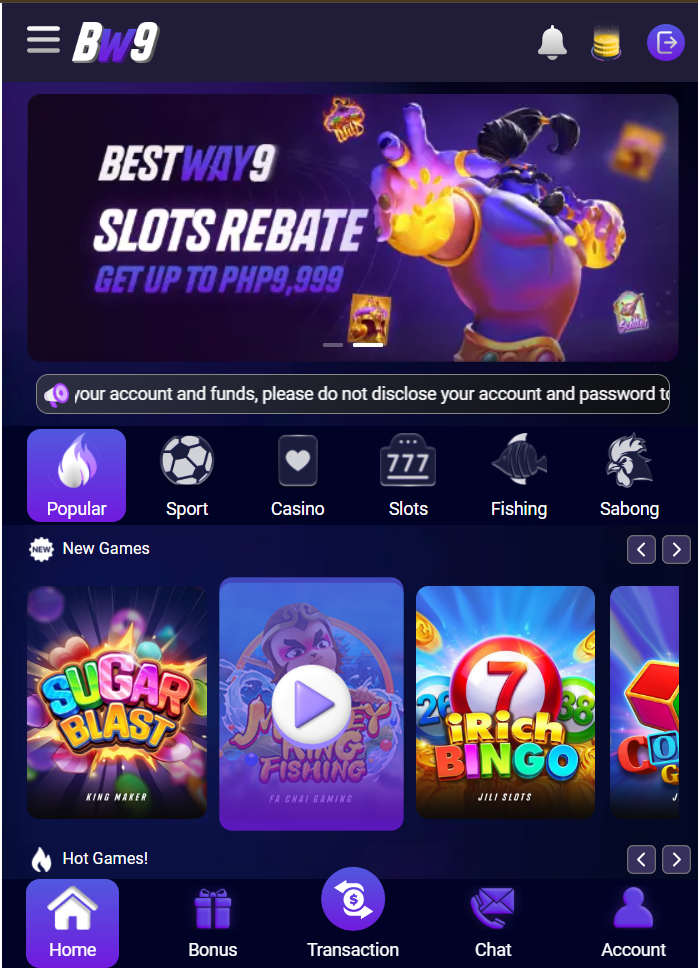 BW9
BESTWAY9
SLOTS REBATE
GET UP TO PHP9,999
WILD
Scatter
your account and funds, please do not disclose your account and password to
777
Popular
Sport
Casino
Slots
Fishing
Sabong
NEW
New Games
SUGAR
BLAST
KING MAKER
MONKEY
KING
FISHING
FA CHAI GAMING
7
26
38
iRich
BINGO
JILI SLOTS
Hot Games!
$
Home
Bonus
Transaction
Chat
Account